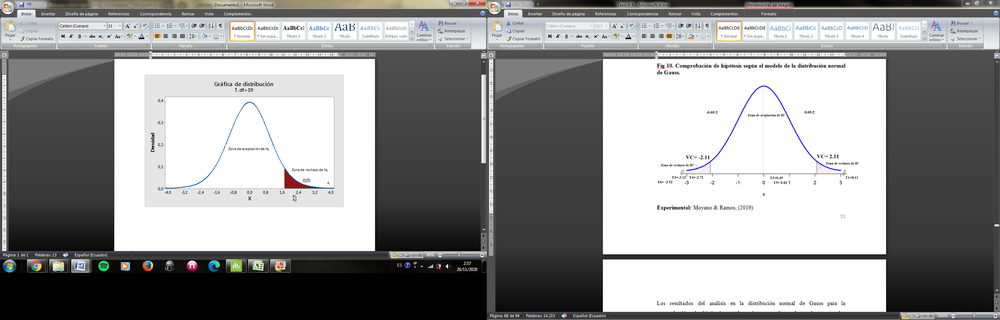 Documento1 - Microsoft Word
Inicio Insertar Diseño de página Referencias Correspondencia Revisar Vista Complementos
Cortar
Copiar
Copiar formato
Pegar
Portapapeles
Calibri (Cuerpo) 11
N K S abc x₂ x² Aa
Fuente
Párrafo
AaBbCcDc AaBbCcDc AaBbCcl AaBbCc AaB AaBbCc. AaBbCcDc
¶ Normal ¶ Sin espa... Título 1 Título 2 Título Subtítulo Énfasis sutil
Cambiar estilos
Estilos
Buscar
Reemplazar
Seleccionar
Edición
Gráfica de distribución
T. df=19
Densidad
0,4
0,3
0,2
0,1
0,0
Zona de aceptación de H₀
Zona de rechazo de H₀
0,05
A
-4,0 -3,2 -2,4 -1,6 -0,8 0,0 0,8 1,6 2,4 3,2 4,0
X
R1
R2
Página: 1 de 1 Palabras: 13 Español (Ecuador) 90%
ES 2:57
28/11/2020
Tesis Y-K - Microsoft Word
Herramientas de imagen
Inicio Insertar Diseño de página Referencias Correspondencia Revisar Vista Complementos Formato
Cortar
Copiar
Copiar formato
Pegar
Portapapeles
Calibri (Cuerpo) 10,5
N K S abc x₂ x² Aa
Fuente
Párrafo
AaBbCcDd AaBbCcDd AaBbCc AaBbCc AaBbCcD AaBbCcD AaBl AaBbCcL
¶ Normal ¶ Sin espa... Título 1 Título 2 Título 3 Título 4 Título Subtítulo
Cambiar estilos
Estilos
Buscar
Reemplazar
Seleccionar
Edición
Fig 10. Comprobación de hipótesis según el modelo de la distribución normal
de Gauss.
-0.05/2
Zona de aceptación de H°
0.05/2
VC= -2.11
VC= 2.11
Zona de rechazo de H°
Zona de rechazo de H°
T3=-3.12 T4=-2.72
T2=0.49
T1=8.13
T6= -3.52
T5= 0.82
-3 -2 -1 0 1 2 3
x
Experimental: Moyano & Ramos, (2019)
51
Los resultados del análisis en la distribución normal de Gauss para la
Página: 68 de 94 Palabras: 14.215 Español (Ecuador) 100%